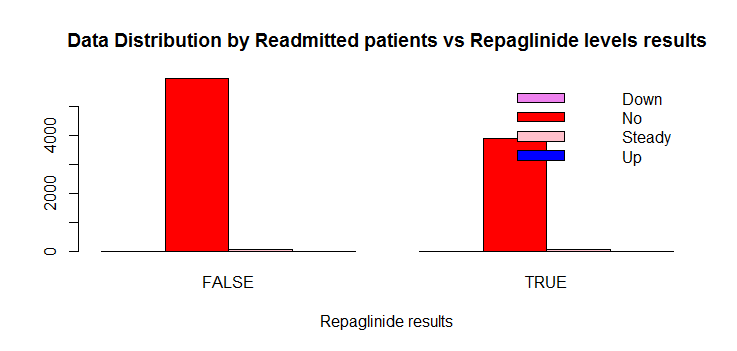 Data Distribution by Readmitted patients vs Repaglinide levels results
Down
No
Steady
Up
4000
2000
0
FALSE
TRUE
Repaglinide results